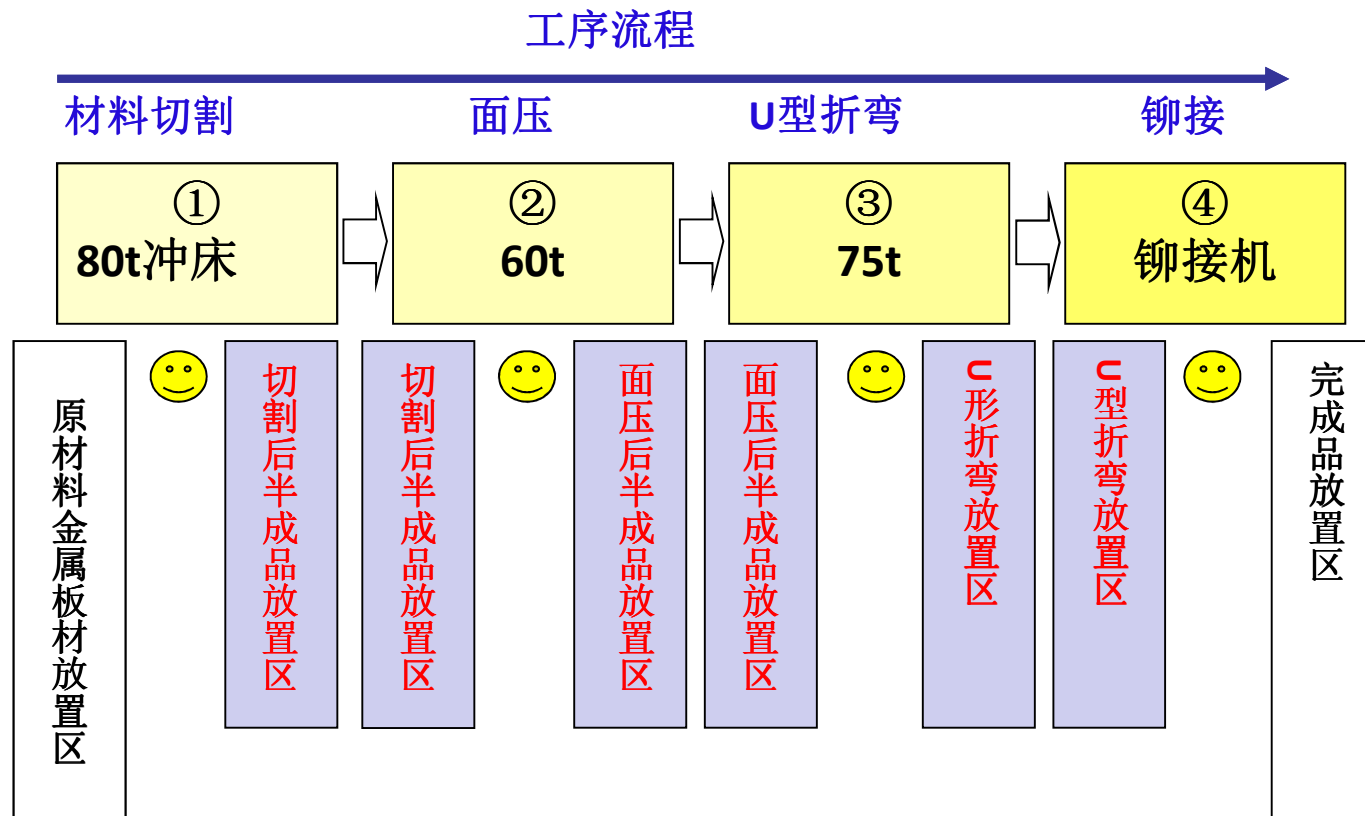 工序流程
材料切割
面压
U型折弯
铆接
①
80t冲床
②
60t
③
75t
④
铆接机
原材料金属板材放置区
切割后半成品放置区
切割后半成品放置区
面压后半成品放置区
面压后半成品放置区
U形折弯放置区
U型折弯放置区
完成品放置区